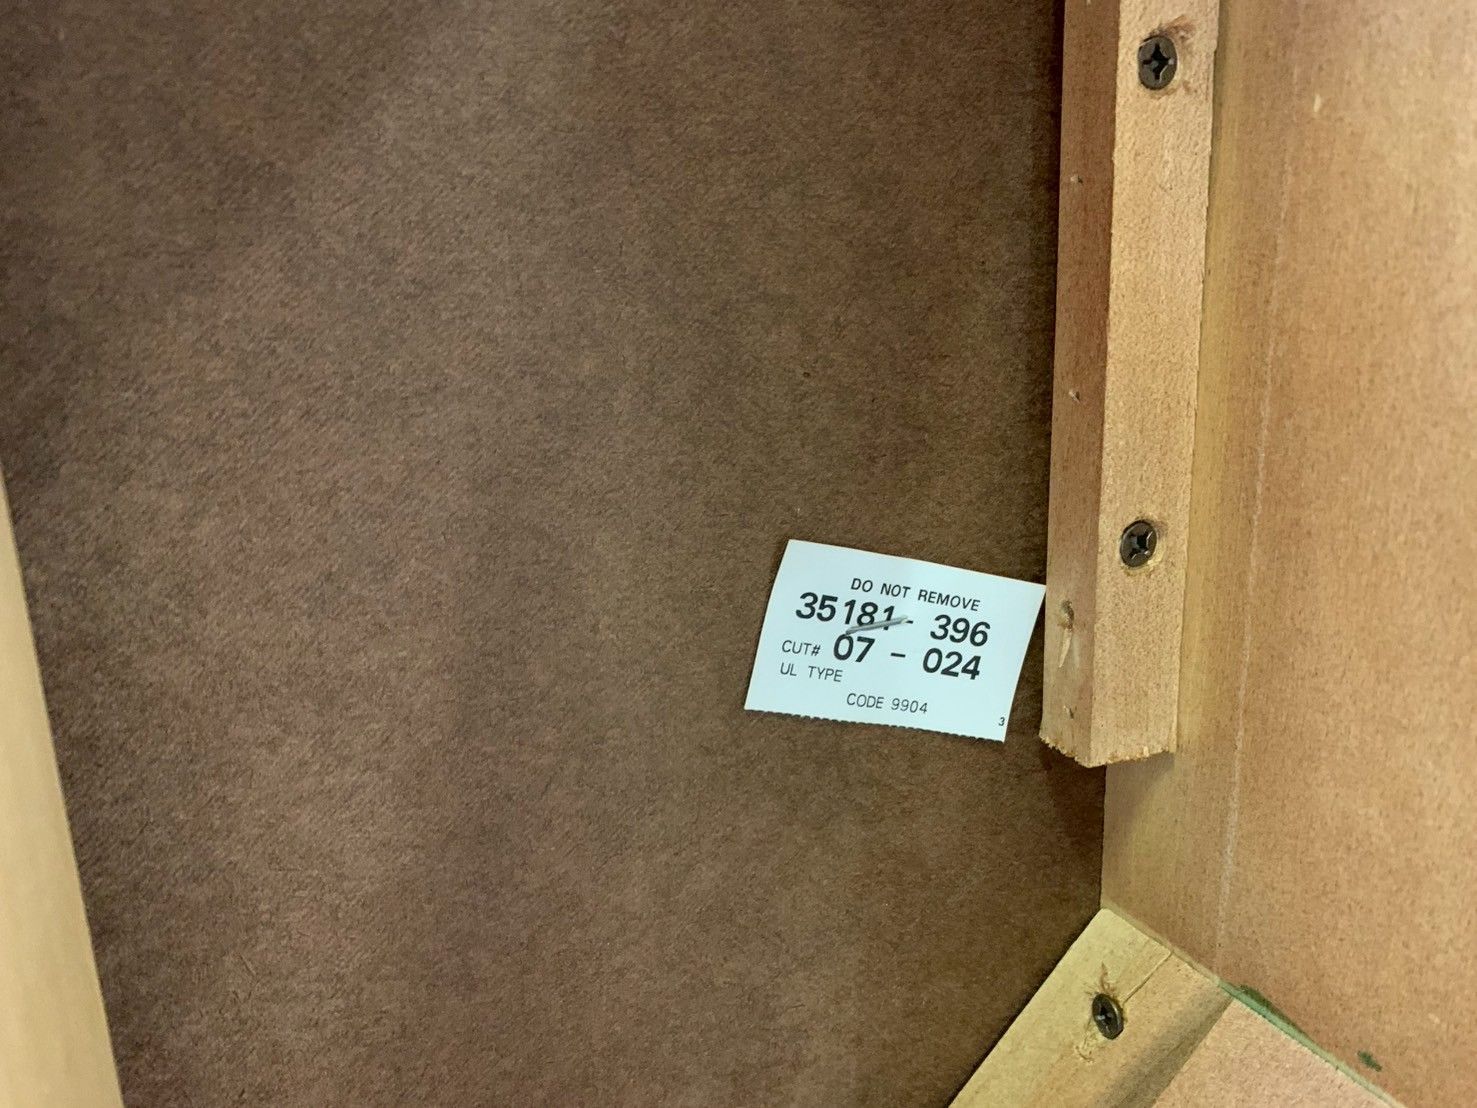 DO NOT REMOVE
35181 - 396
CUT# 07 - 024
UL TYPE
CODE 9904
3